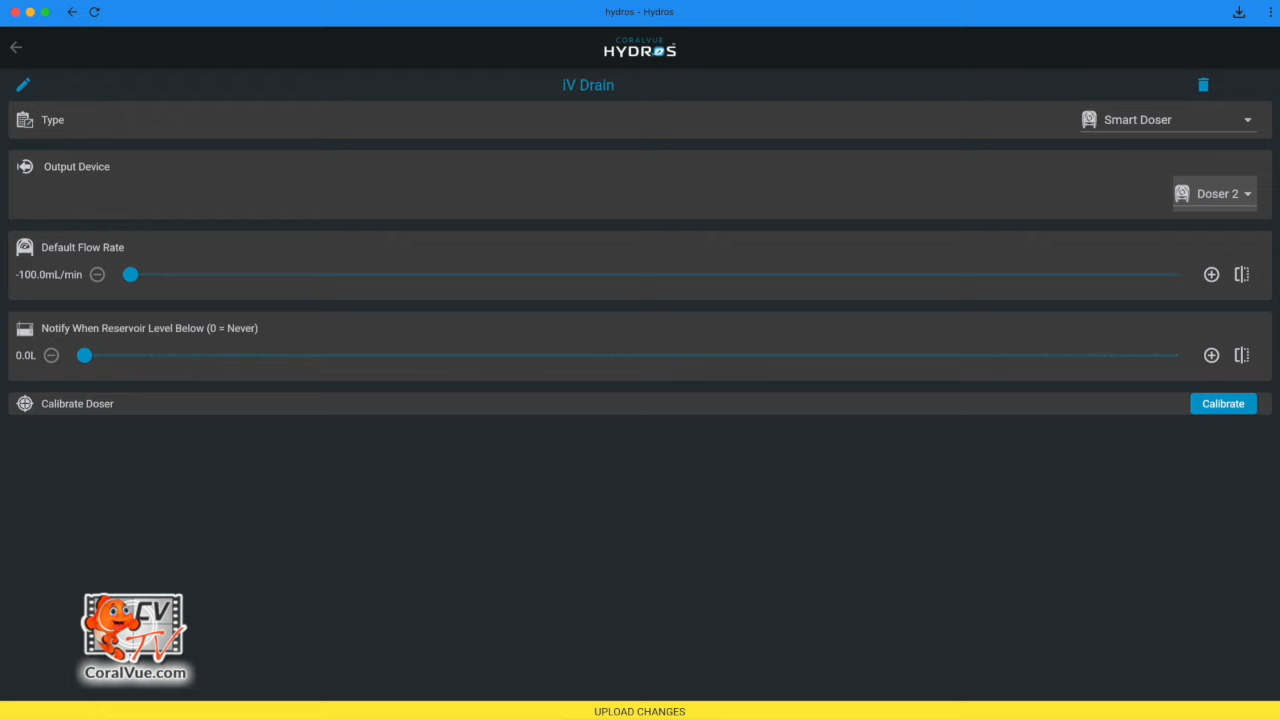 hydros - Hydros
CORALVUE
HYDROS
iV Drain
Type
Smart Doser
Output Device
Doser 2
Default Flow Rate
-100.0mL/min
Notify When Reservoir Level Below (0 = Never)
0.0L
Calibrate Doser
Calibrate
CV
TV
CoralVue.com
UPLOAD CHANGES